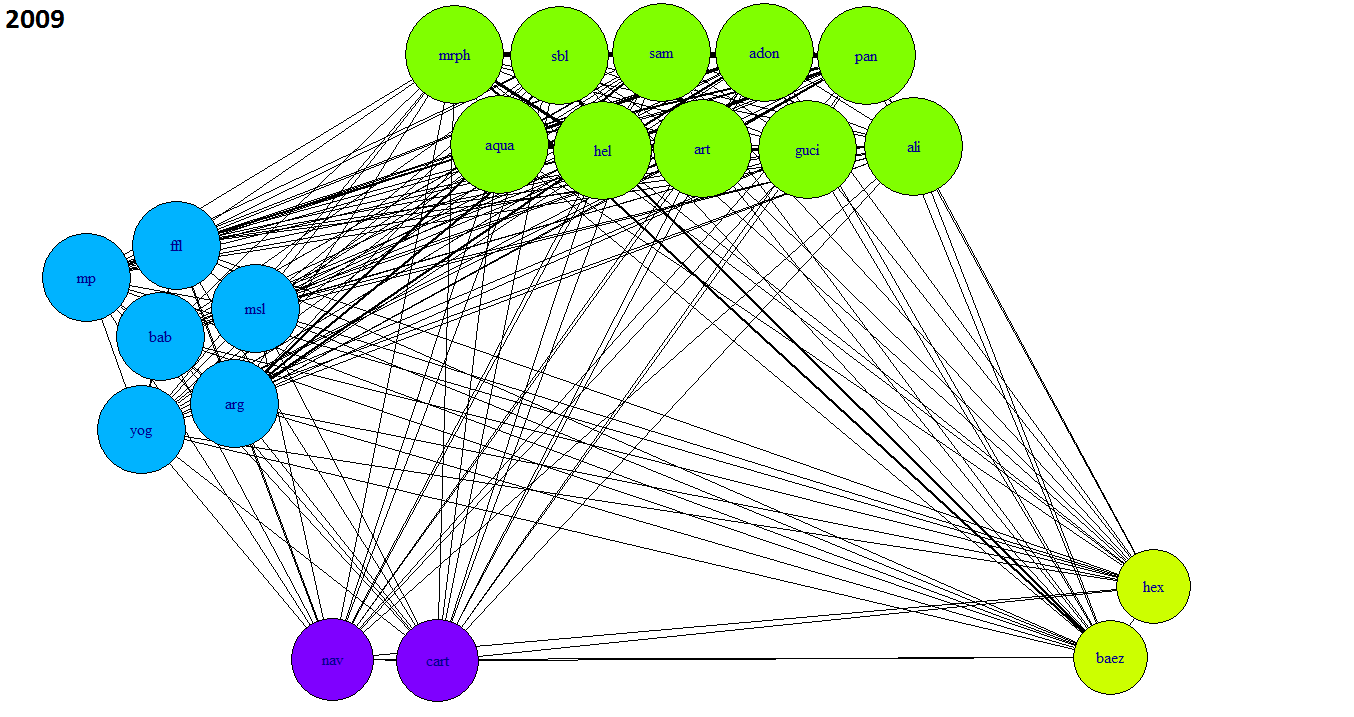 2009
mrph
sbl
sam
adon
pan
aqua
hel
art
guci
ali
ffl
mp
msl
bab
arg
yog
hex
nav
cart
baez